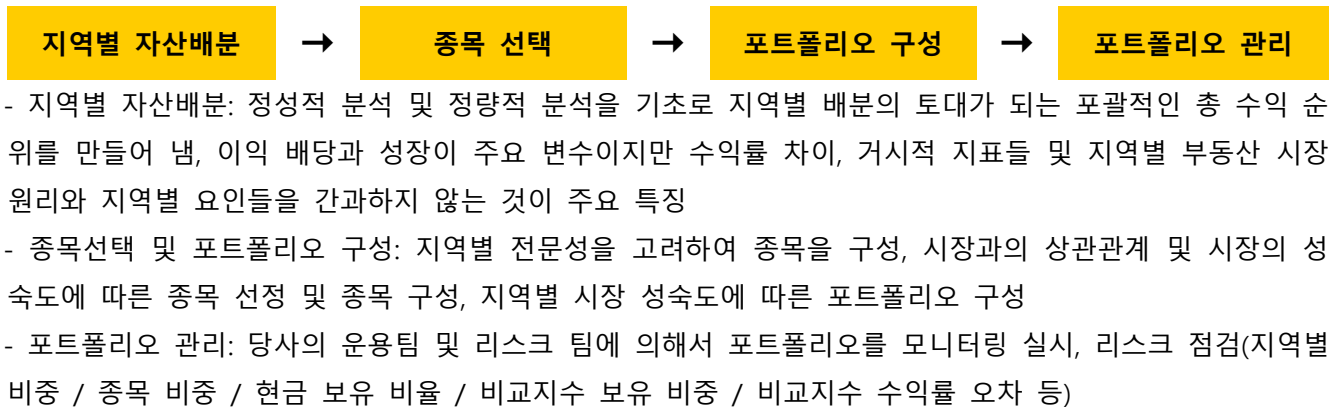 지역별 자산배분 → 종목 선택 → 포트폴리오 구성 → 포트폴리오 관리
- 지역별 자산배분: 정성적 분석 및 정량적 분석을 기초로 지역별 배분의 토대가 되는 포괄적인 총 수익 순
위를 만들어 냄, 이익 배당과 성장이 주요 변수이지만 수익률 차이, 거시적 지표들 및 지역별 부동산 시장
원리와 지역별 요인들을 간과하지 않는 것이 주요 특징
- 종목선택 및 포트폴리오 구성: 지역별 전문성을 고려하여 종목을 구성, 시장과의 상관관계 및 시장의 성
숙도에 따른 종목 선정 및 종목 구성, 지역별 시장 성숙도에 따른 포트폴리오 구성
- 포트폴리오 관리: 당사의 운용팀 및 리스크 팀에 의해서 포트폴리오를 모니터링 실시, 리스크 점검(지역별
비중 / 종목 비중 / 현금 보유 비율 / 비교지수 보유 비중 / 비교지수 수익률 오차 등)